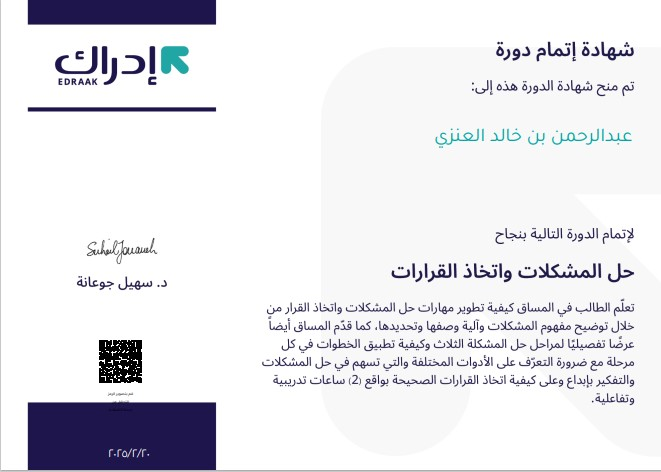 شهادة إتمام دورة
تم منح شهادة الدورة هذه إلى:
عبدالرحمن بن خالد العنزي
لإتمام الدورة التالية بنجاح
حل المشكلات واتخاذ القرارات
تعلّم الطالب في المساق كيفية تطوير مهارات حل المشكلات واتخاذ القرار من
خلال توضيح مفهوم المشكلات وآلية وصفها وتحديدها، كما قدّم المساق أيضاً
عرضًا تفصيليًا لمراحل حل المشكلة الثلاث وكيفية تطبيق الخطوات في كل
مرحلة مع ضرورة التعرّف على الأدوات المختلفة والتي تسهم في حل المشكلات
والتفكير بإبداع وعلى كيفية اتخاذ القرارات الصحيحة بواقع (2) ساعات تدريبية
وتفاعلية.
إدراك
EDRAAK
د. سهيل جوعانة
٢٠٢٥/٢/٢٠